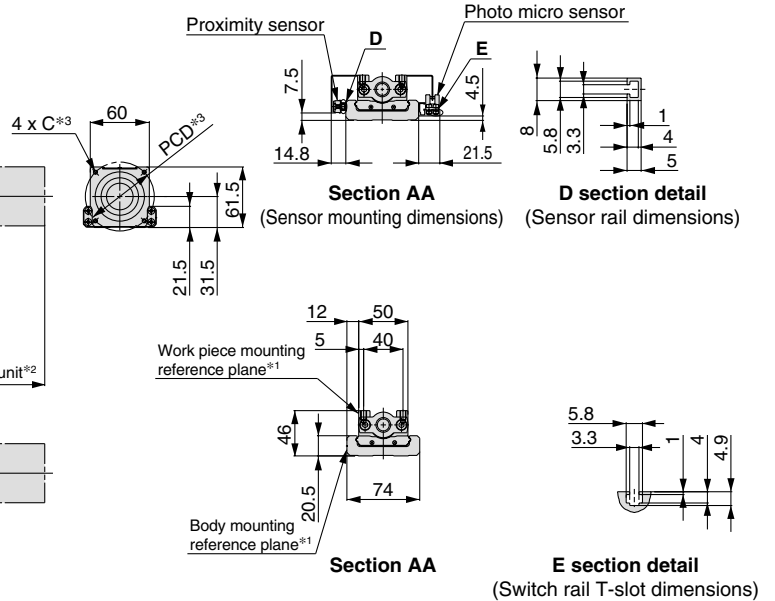 Proximity sensor
Photo micro sensor
D
E
7.5
4.5
14.8
21.5
Section AA
(Sensor mounting dimensions)
8
5.8
3.3
1
4
5
D section detail
(Sensor rail dimensions)
4 x C*3
60
PCD*3
61.5
21.5
31.5
unit*2
12
50
5
40
Work piece mounting
reference plane*1
46
20.5
74
Body mounting
reference plane*1
Section AA
5.8
3.3
1
4
4.9
E section detail
(Switch rail T-slot dimensions)